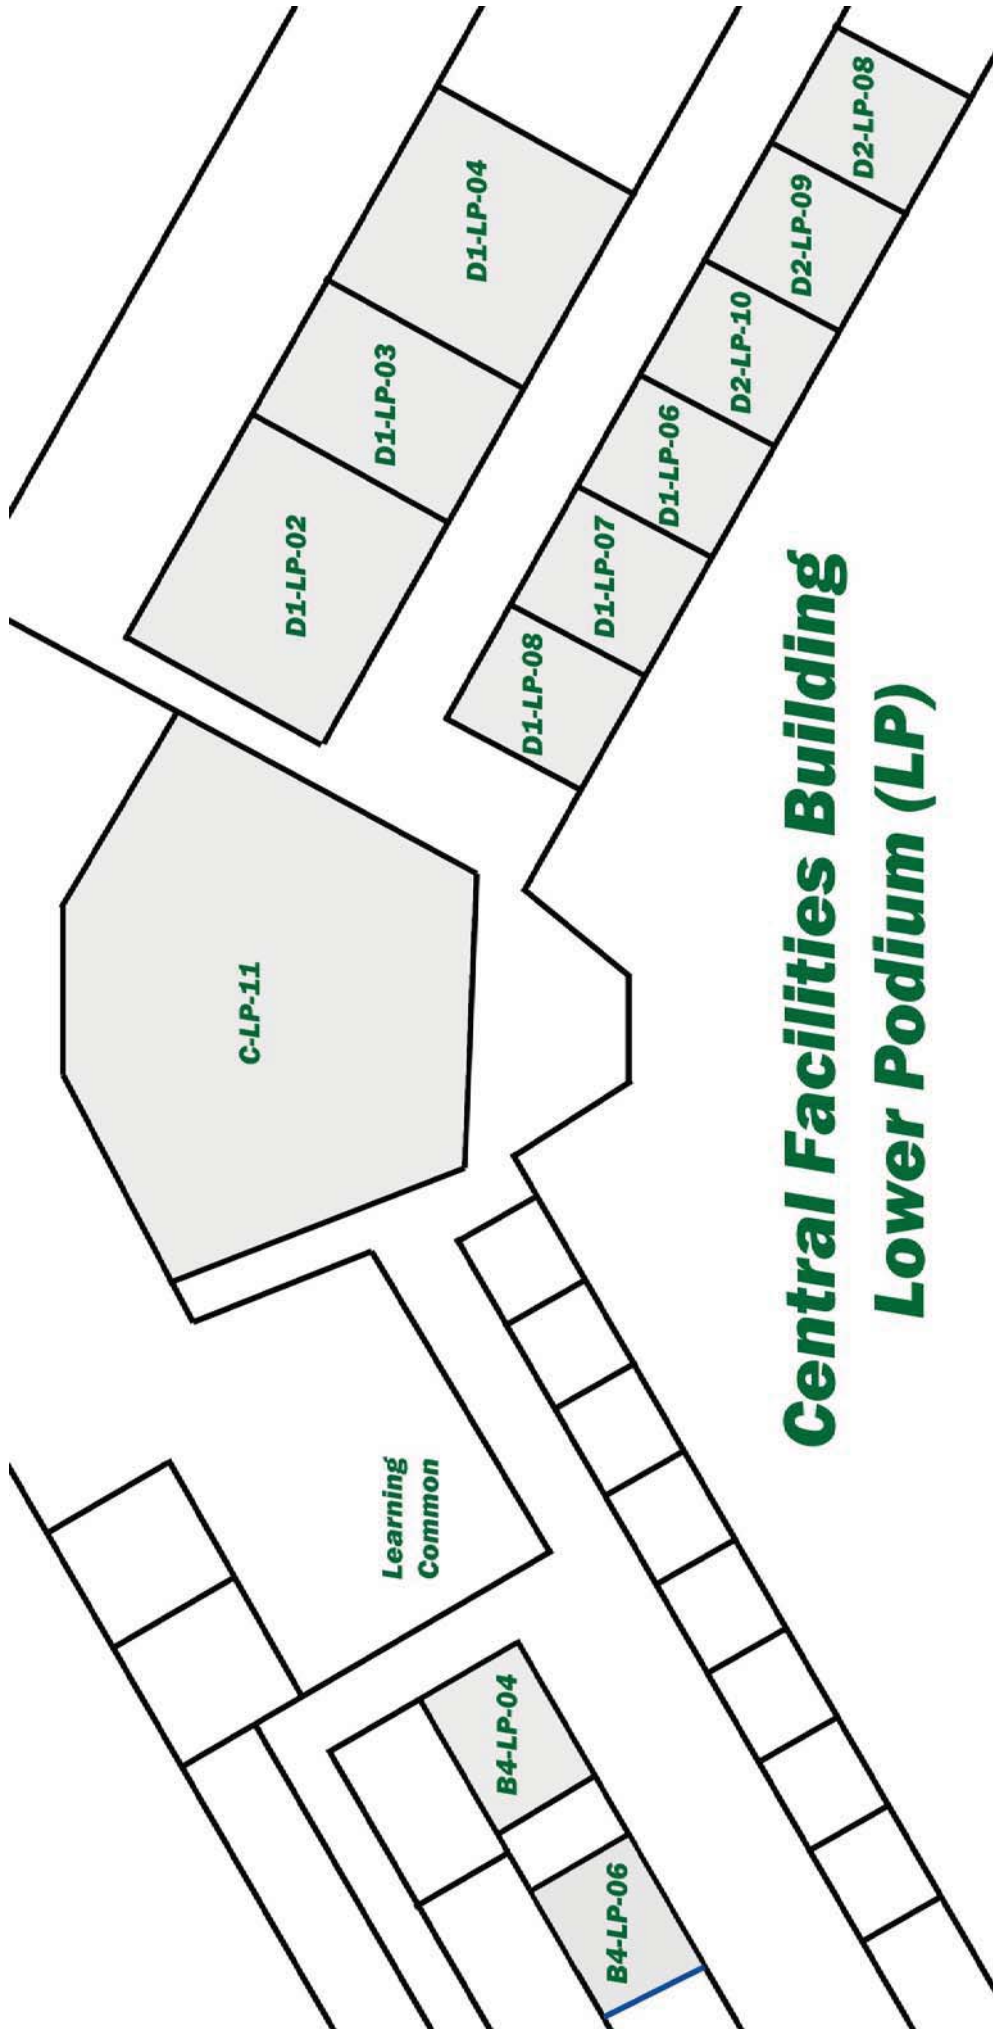 Central Facilities Building
Lower Podium (LP)
B4-LP-06
B4-LP-04
Learning
Common
C-LP-11
D1-LP-02
D1-LP-03
D1-LP-04
D1-LP-08
D1-LP-07
D1-LP-06
D2-LP-10
D2-LP-09
D2-LP-08